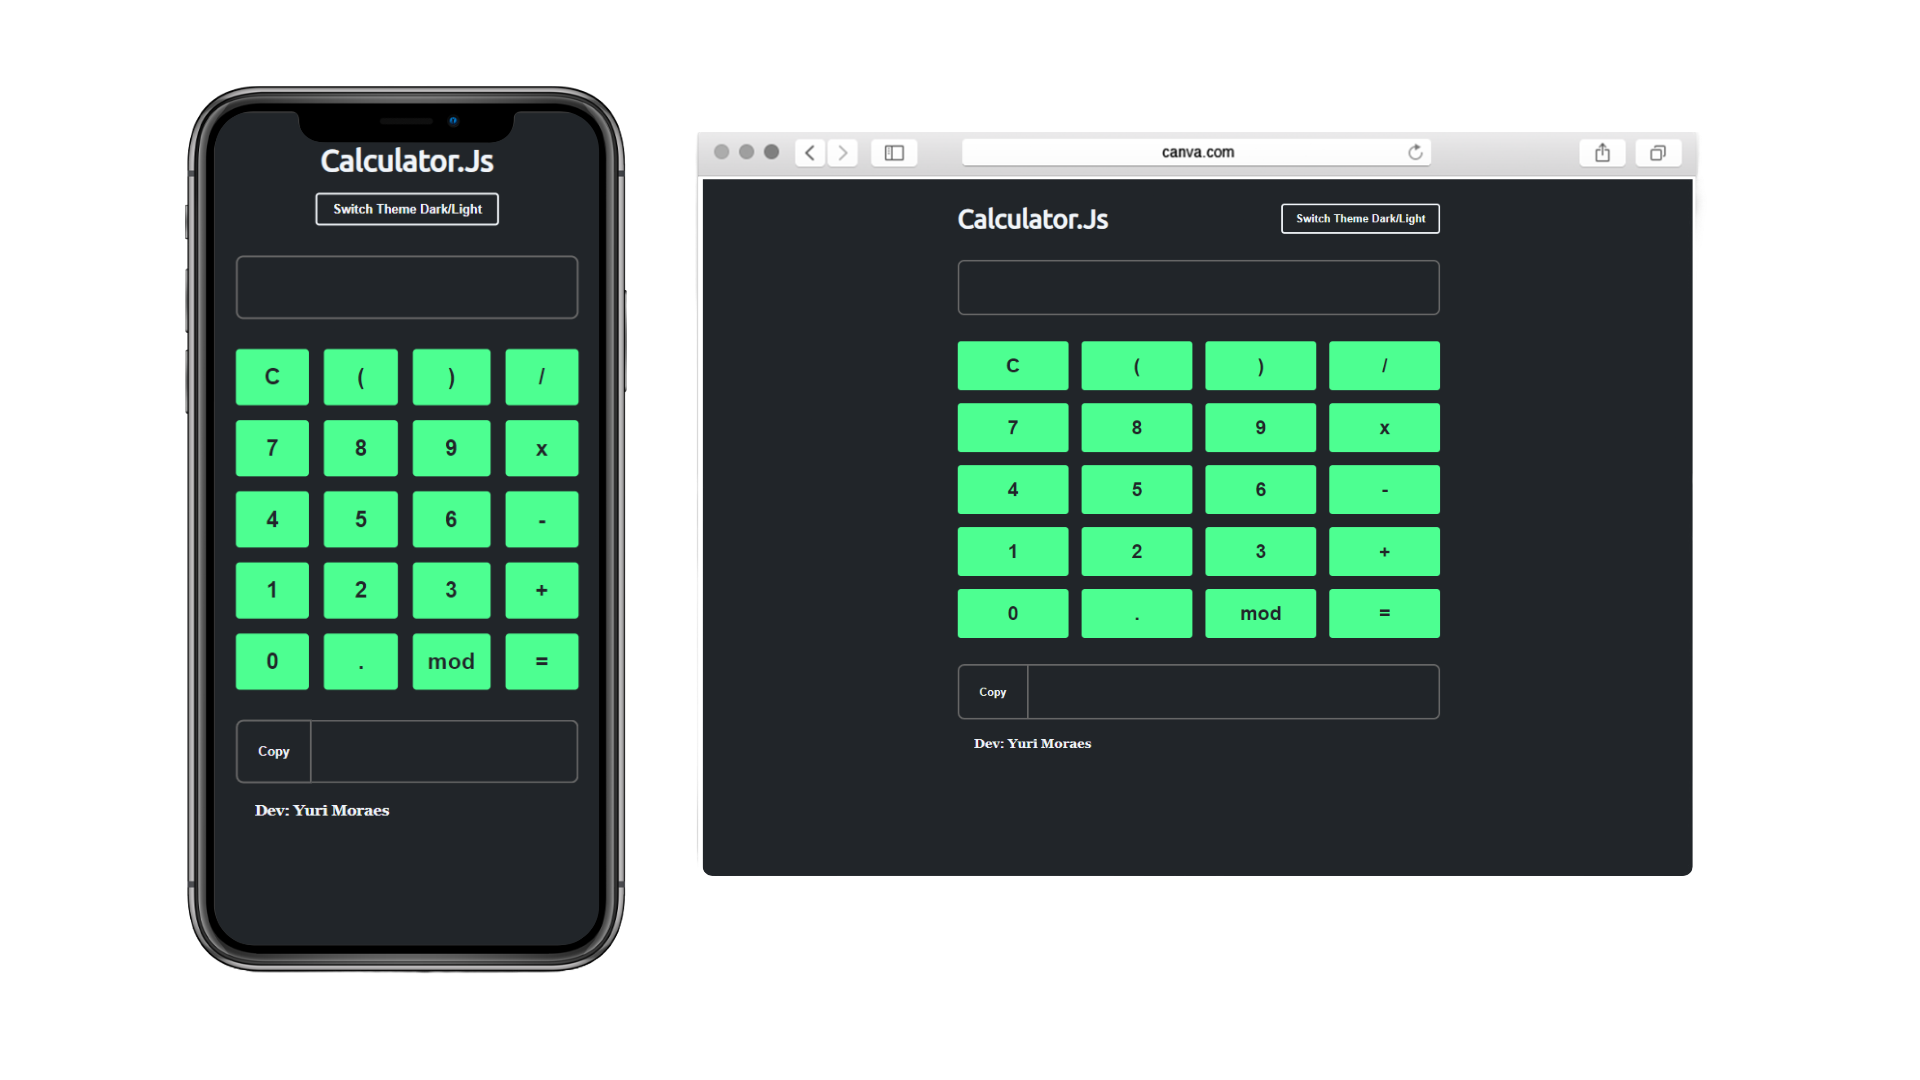 Calculator.Js
Switch Theme Dark/Light
C ( ) /
7 8 9 x
4 5 6 -
1 2 3 +
0 . mod =
Copy
Dev: Yuri Moraes
canva.com
Calculator.Js Switch Theme Dark/Light
C ( ) /
7 8 9 x
4 5 6 -
1 2 3 +
0 . mod =
Copy
Dev: Yuri Moraes